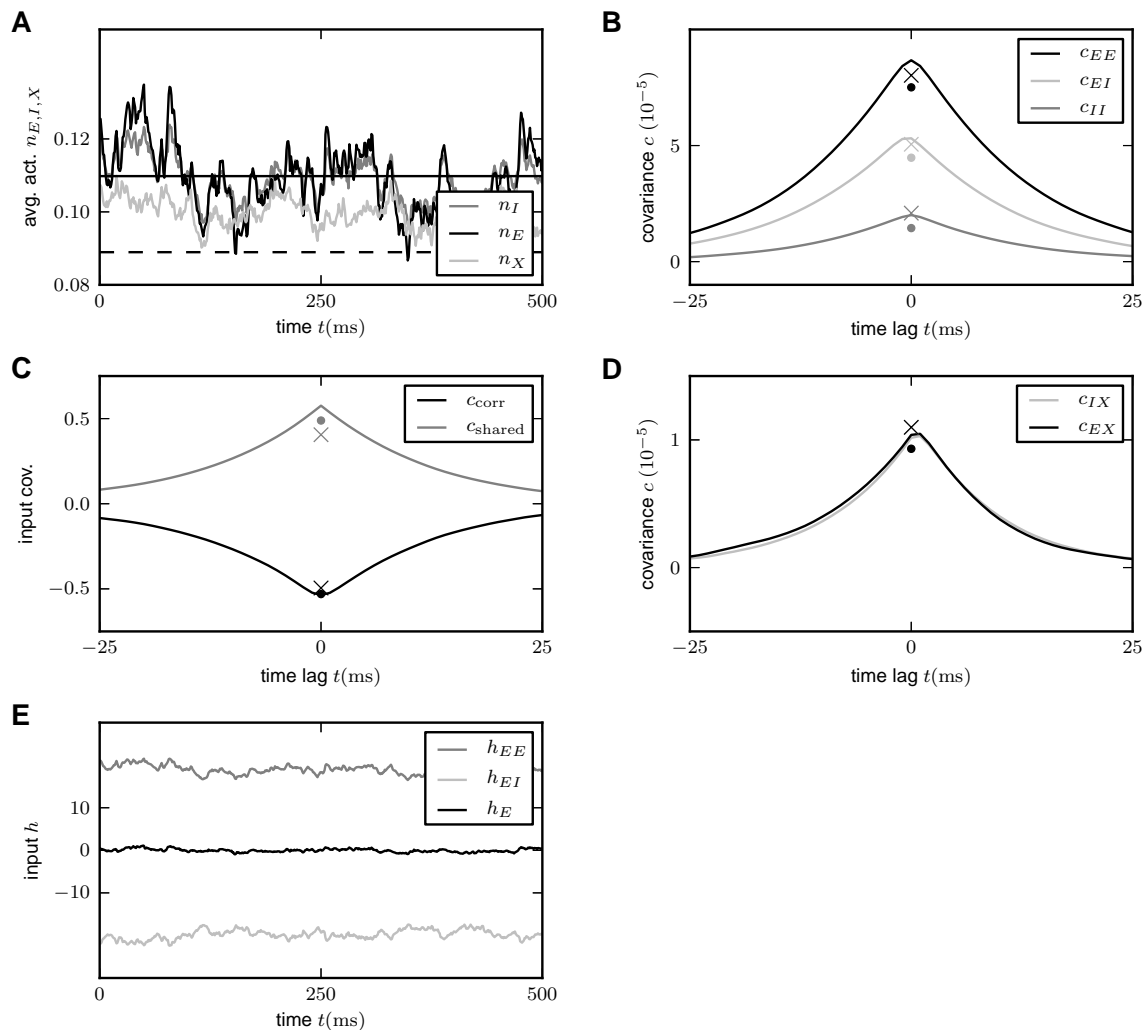 A
avg. act. n_{E,I,X}
0.12
0.10
0.08
n_I
n_E
n_X
0
250
500
time t(ms)
B
covariance c (10^{-5})
5
0
c_{EE}
c_{EI}
c_{II}
−25
0
25
time lag t(ms)
C
input cov.
0.5
0.0
−0.5
c_{corr}
c_{shared}
−25
0
25
time lag t(ms)
D
covariance c (10^{-5})
1
0
c_{IX}
c_{EX}
−25
0
25
time lag t(ms)
E
input h
10
0
−10
h_{EE}
h_{EI}
h_E
0
250
500
time t(ms)